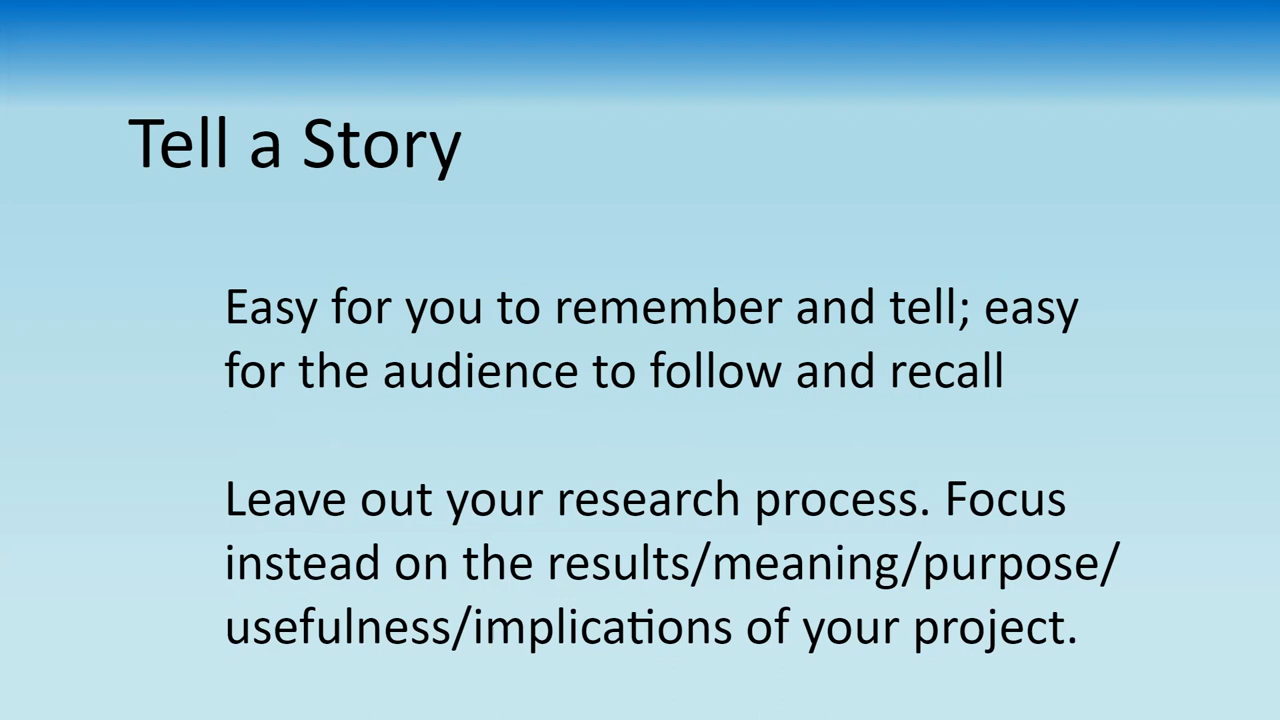 Tell a Story
Easy for you to remember and tell; easy
for the audience to follow and recall
Leave out your research process. Focus
instead on the results/meaning/purpose/
usefulness/implications of your project.